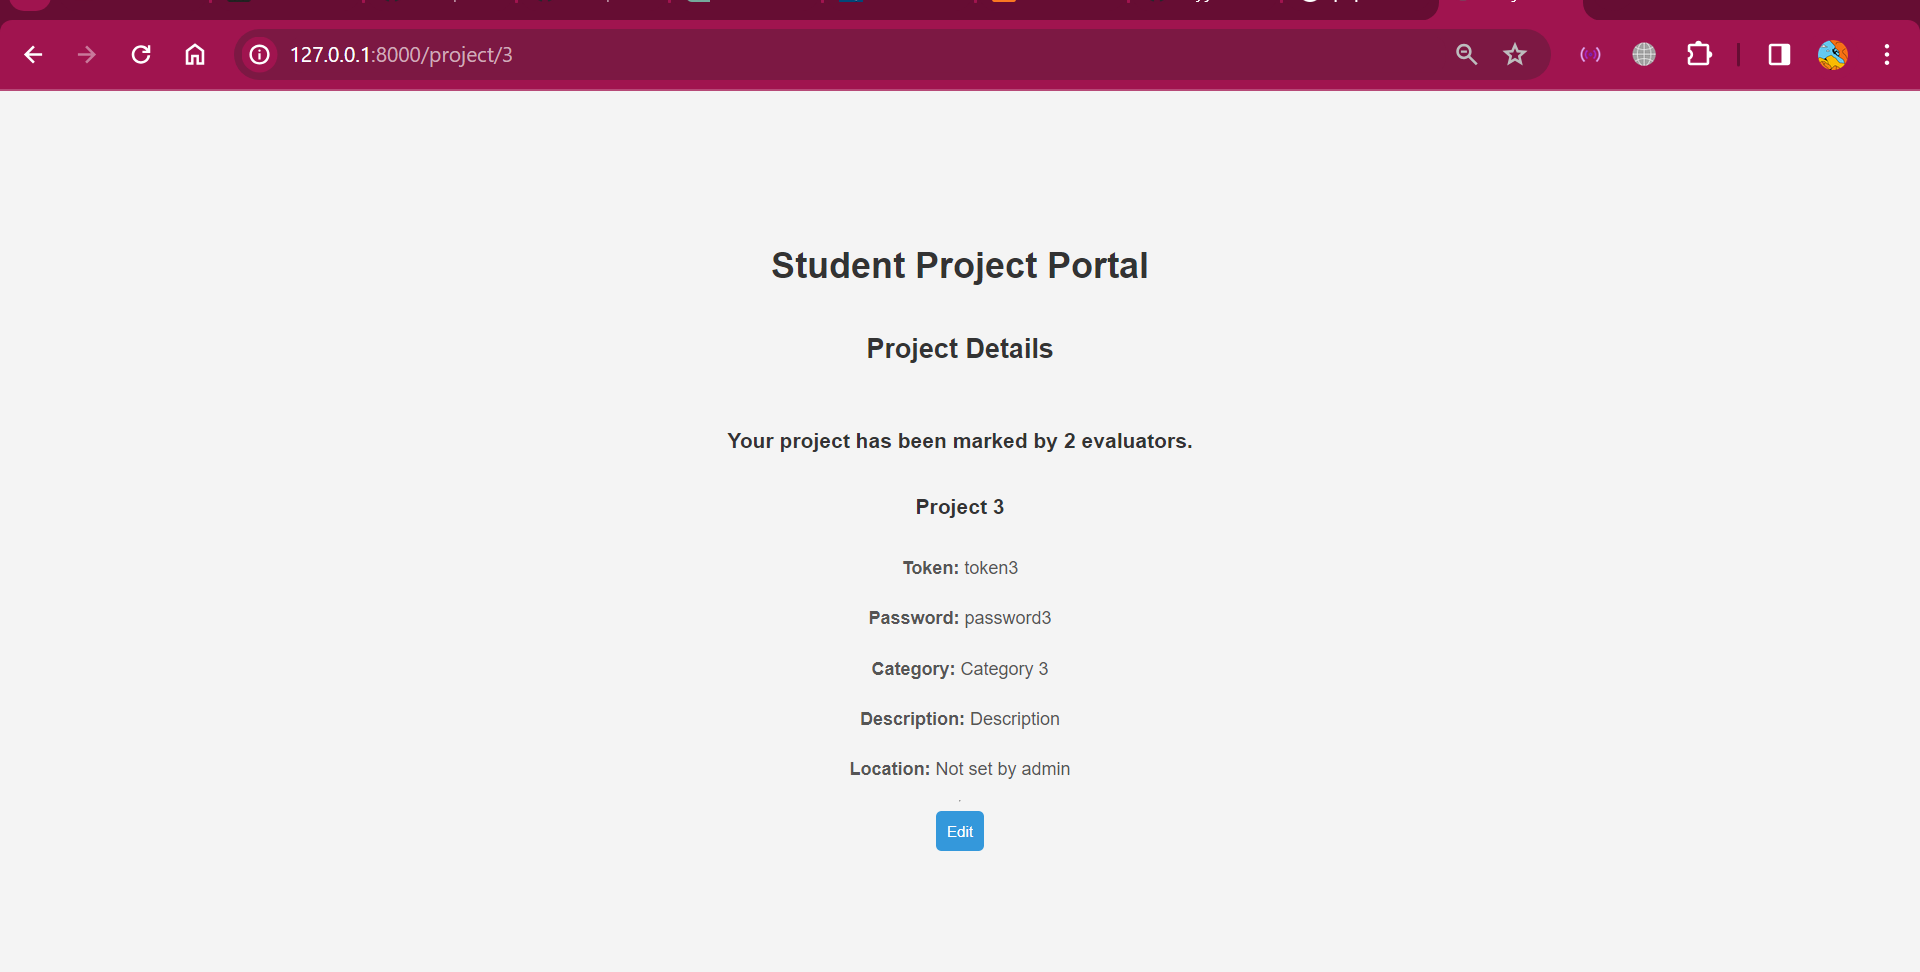 127.0.0.1:8000/project/3
Student Project Portal
Project Details
Your project has been marked by 2 evaluators.
Project 3
Token: token3
Password: password3
Category: Category 3
Description: Description
Location: Not set by admin
Edit